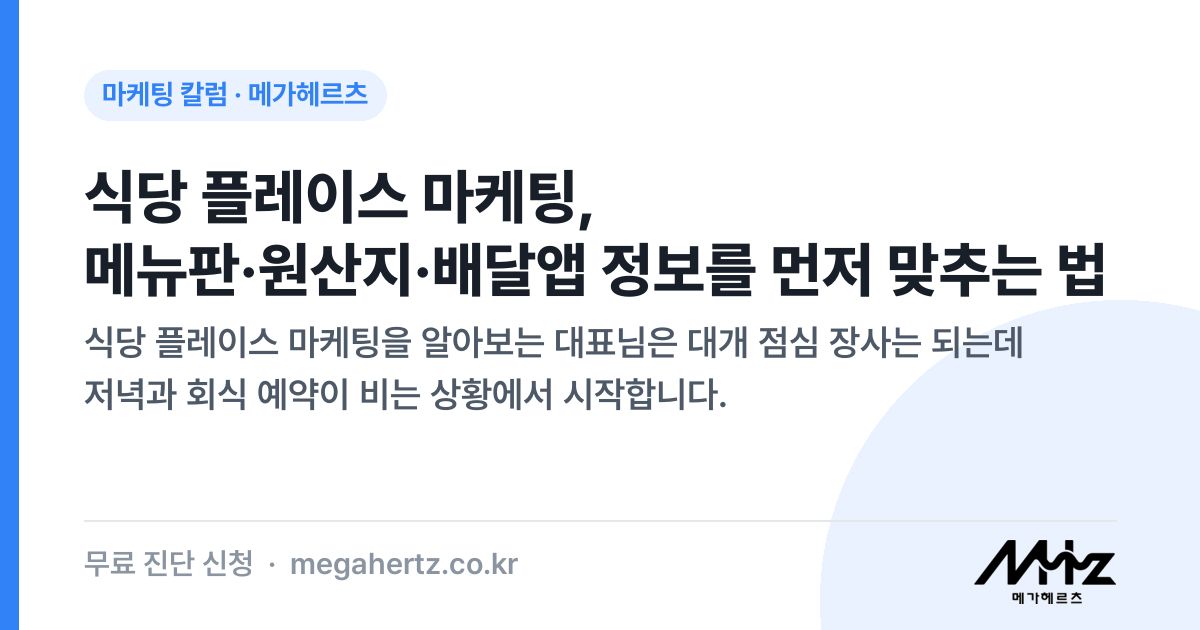 마케팅 칼럼 · 메가헤르츠
식당 플레이스 마케팅,
메뉴판·원산지·배달앱 정보를 먼저 맞추는 법
식당 플레이스 마케팅을 알아보는 대표님은 대개 점심 장사는 되는데
저녁과 회식 예약이 비는 상황에서 시작합니다.
무료 진단 신청 · megahertz.co.kr
MHz
메가헤르츠